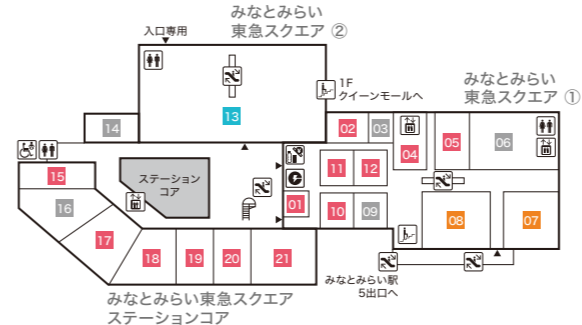 みなとみらい
東急スクエア ②
入口専用
みなとみらい
東急スクエア ①
1F
クイーンモールへ
13
14
02
03
04
05
06
15
ステーション
コア
11
12
16
01
10
09
08
07
17
18
19
20
21
みなとみらい駅
5出口へ
みなとみらい東急スクエア
ステーションコア